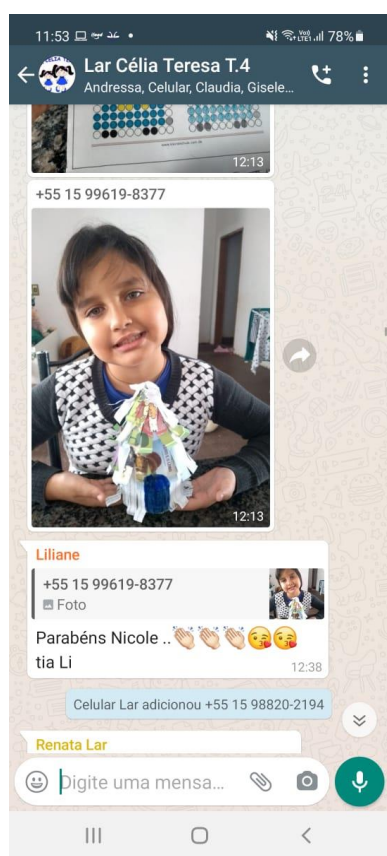 11:53
78%
Lar Célia Teresa T.4
Andressa, Celular, Claudia, Gisele...
12:13
+55 15 99619-8377
12:13
Liliane
+55 15 99619-8377
Foto
Parabéns Nicole ..👏🏻👏🏻👏🏻😘😘
tia Li
12:38
Celular Lar adicionou +55 15 98820-2194
Renata Lar
Digite uma mensa...